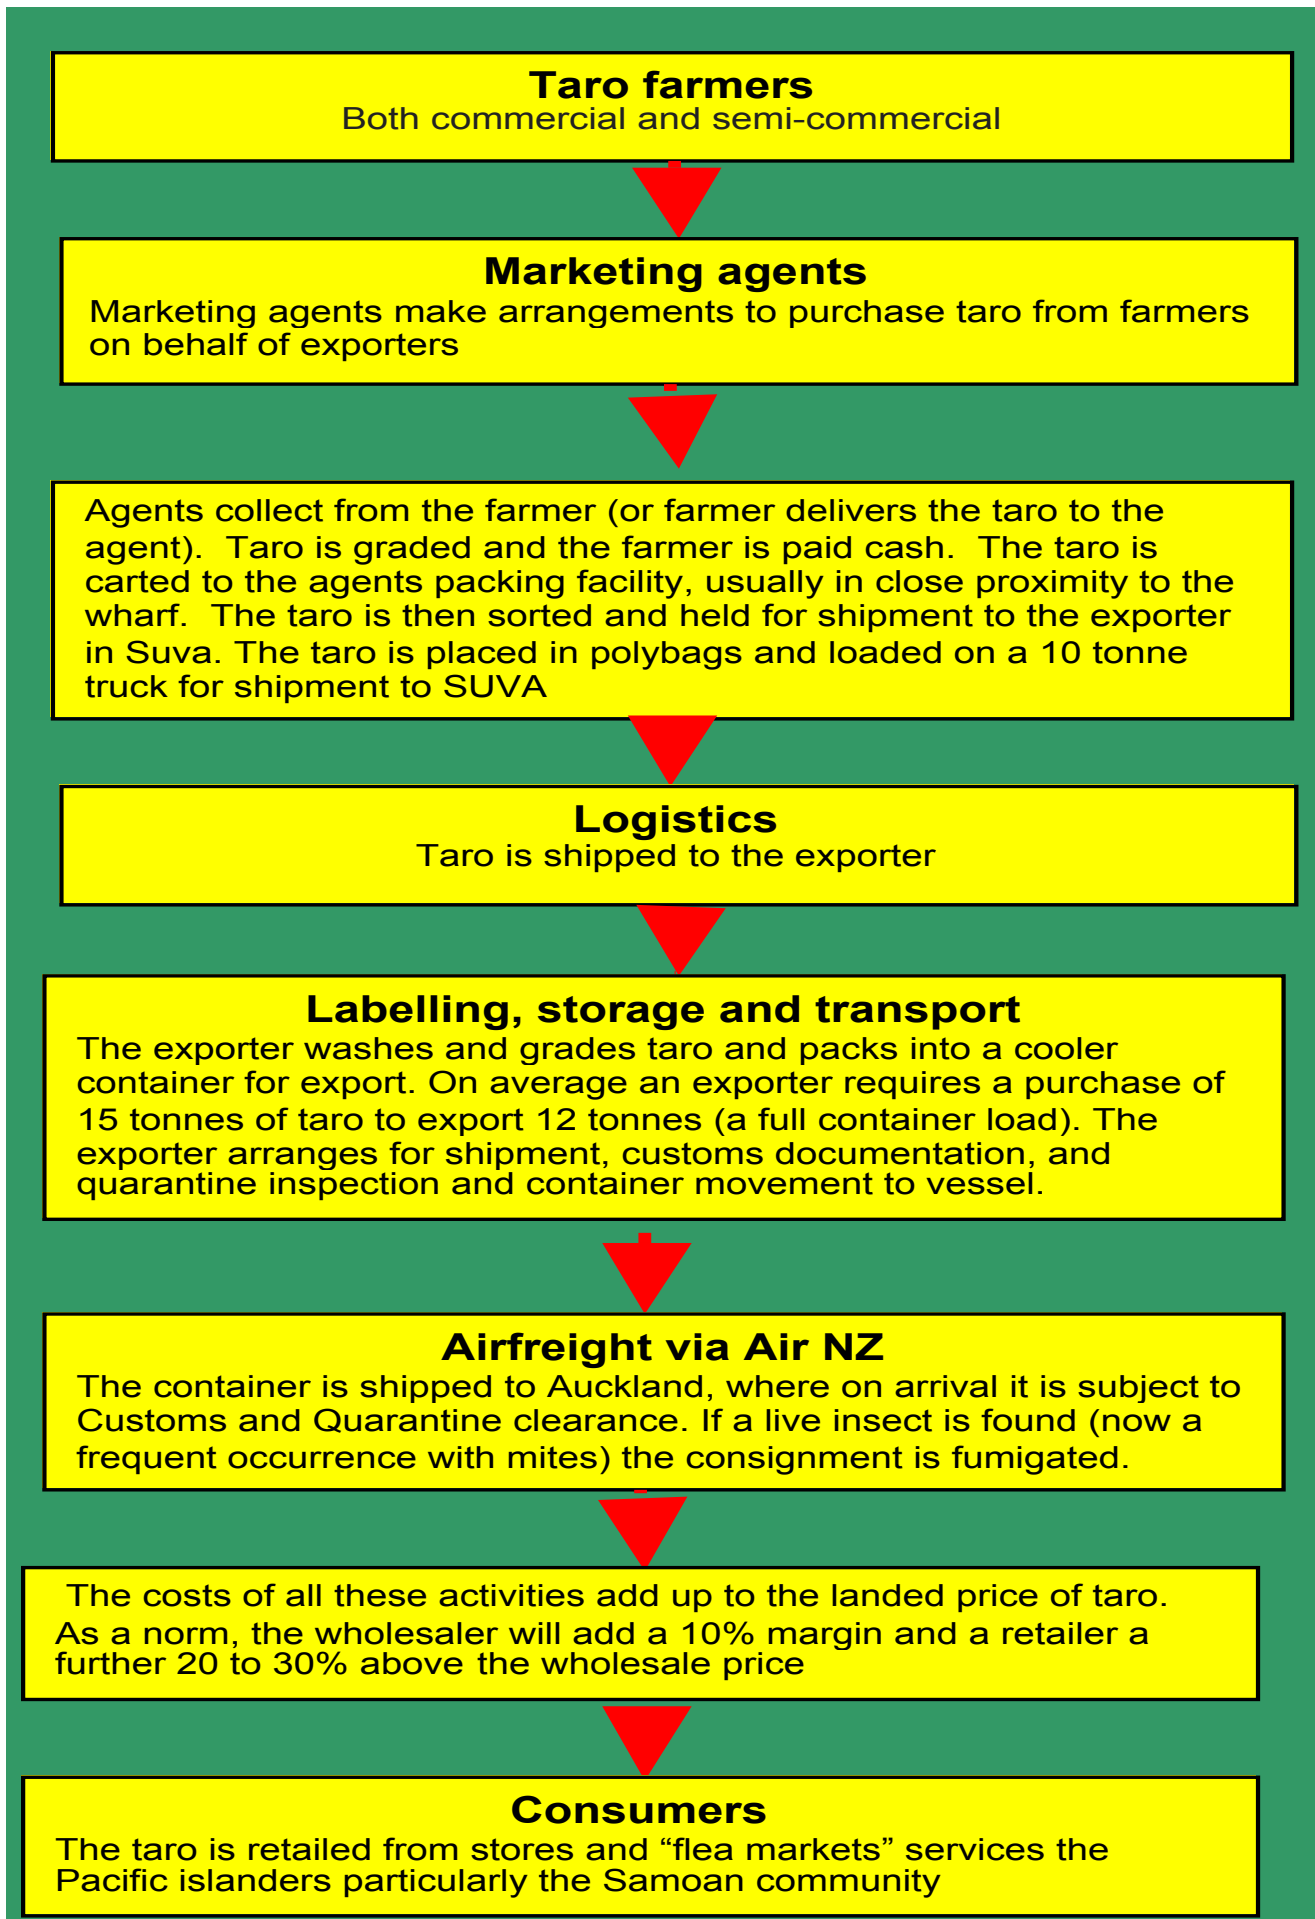 Taro farmers
Both commercial and semi-commercial
Marketing agents
Marketing agents make arrangements to purchase taro from farmers
on behalf of exporters
Agents collect from the farmer (or farmer delivers the taro to the
agent).  Taro is graded and the farmer is paid cash.  The taro is
carted to the agents packing facility, usually in close proximity to the
wharf.  The taro is then sorted and held for shipment to the exporter
in Suva. The taro is placed in polybags and loaded on a 10 tonne
truck for shipment to SUVA
Logistics
Taro is shipped to the exporter
Labelling, storage and transport
The exporter washes and grades taro and packs into a cooler
container for export. On average an exporter requires a purchase of
15 tonnes of taro to export 12 tonnes (a full container load). The
exporter arranges for shipment, customs documentation, and
quarantine inspection and container movement to vessel.
Airfreight via Air NZ
The container is shipped to Auckland, where on arrival it is subject to
Customs and Quarantine clearance. If a live insect is found (now a
frequent occurrence with mites) the consignment is fumigated.
The costs of all these activities add up to the landed price of taro.
As a norm, the wholesaler will add a 10% margin and a retailer a
further 20 to 30% above the wholesale price
Consumers
The taro is retailed from stores and “flea markets” services the
Pacific islanders particularly the Samoan community